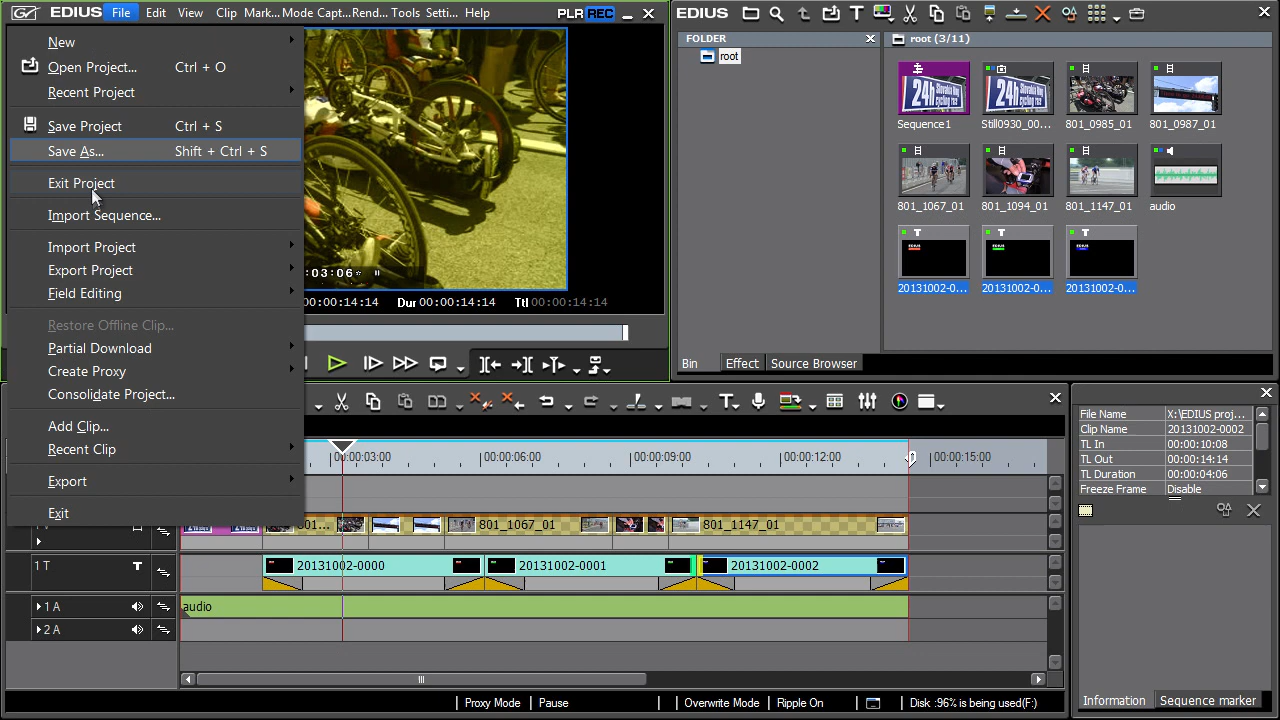 EDIUS File Edit View Clip Mark... Mode Capt... Rend... Tools Setti... Help PLR REC
New
Open Project... Ctrl + O
Recent Project
Save Project Ctrl + S
Save As... Shift + Ctrl + S
Exit Project
Import Sequence...
Import Project
Export Project
Field Editing
Restore Offline Clip...
Partial Download
Create Proxy
Consolidate Project...
Add Clip...
Recent Clip
Export
Exit
:03:06
00:00:14:14 Dur 00:00:14:14 Ttl 00:00:14:14
EDIUS
FOLDER
root
root (3/11)
Sequence1 Still0930_00... 801_0985_01 801_0987_01
801_1067_01 801_1094_01 801_1147_01 audio
20131002-0... 20131002-0... 20131002-0...
Bin Effect Source Browser
00:00:03:00 00:00:06:00 00:00:09:00 00:00:12:00 00:00:15:00
801... 801_1067_01 801_1147_01
1 T T 20131002-0000 20131002-0001 20131002-0002
1 A audio
2 A
File Name X:\EDIUS proj...
Clip Name 20131002-0002
TL In 00:00:10:08
TL Out 00:00:14:14
TL Duration 00:00:04:06
Freeze Frame Disable
Information Sequence marker
Proxy Mode Pause Overwrite Mode Ripple On Disk :96% is being used(F:)